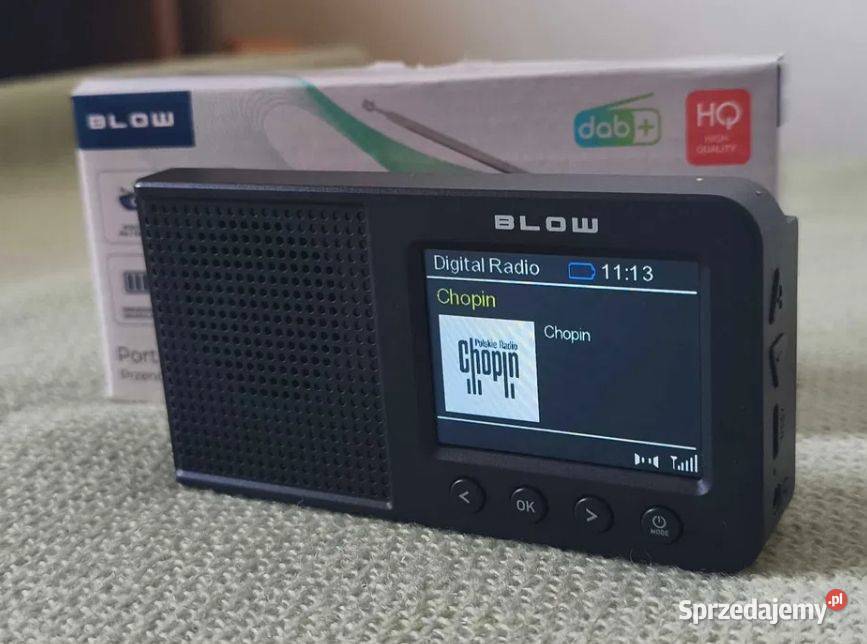 BLOW
dab+
HQ
HIGH
QUALITY
Port
BLOW
Digital Radio 11:13
Chopin
Chopin
Polskie Radio
Chopin
< OK >
MODE
Sprzedajemy.pl